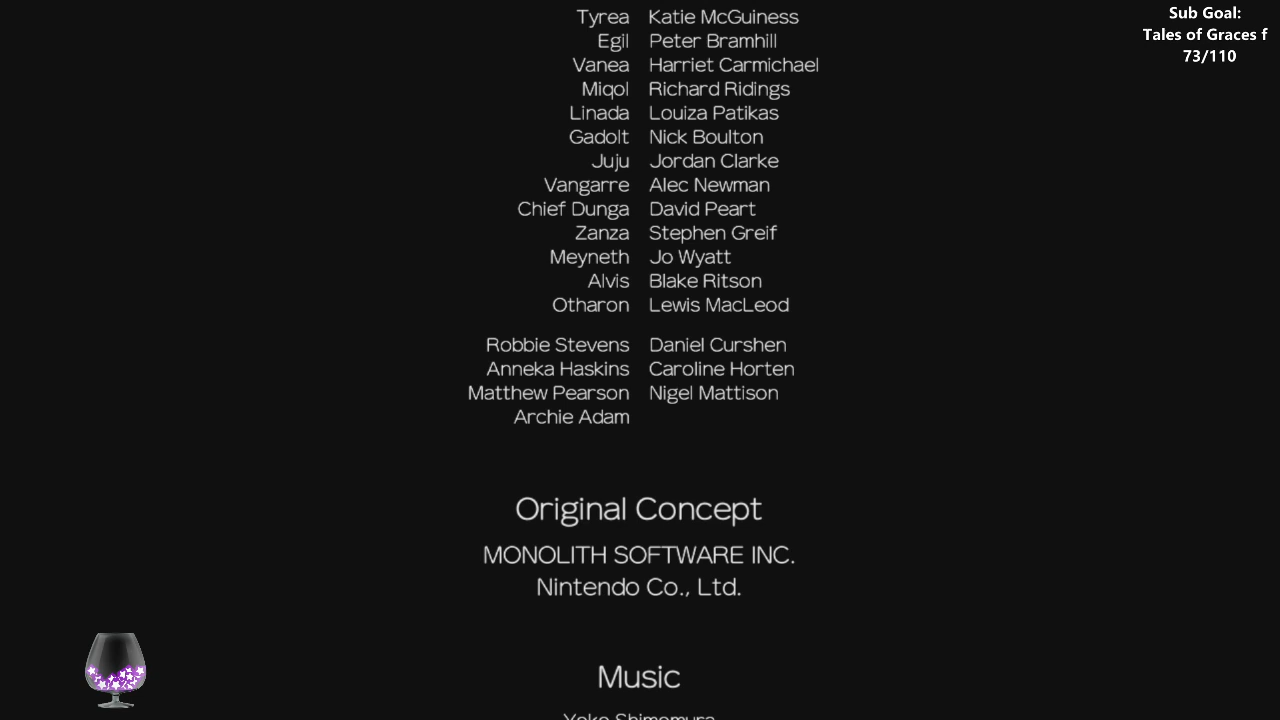 Sub Goal:
Tales of Graces f
73/110
Tyrea Katie McGuiness
Egil Peter Bramhill
Vanea Harriet Carmichael
Miqol Richard Ridings
Linada Louiza Patikas
Gadolt Nick Boulton
Juju Jordan Clarke
Vangarre Alec Newman
Chief Dunga David Peart
Zanza Stephen Greif
Meyneth Jo Wyatt
Alvis Blake Ritson
Otharon Lewis MacLeod
Robbie Stevens Daniel Curshen
Anneka Haskins Caroline Horten
Matthew Pearson Nigel Mattison
Archie Adam
Original Concept
MONOLITH SOFTWARE INC.
Nintendo Co., Ltd.
Music
Yoko Shimomura